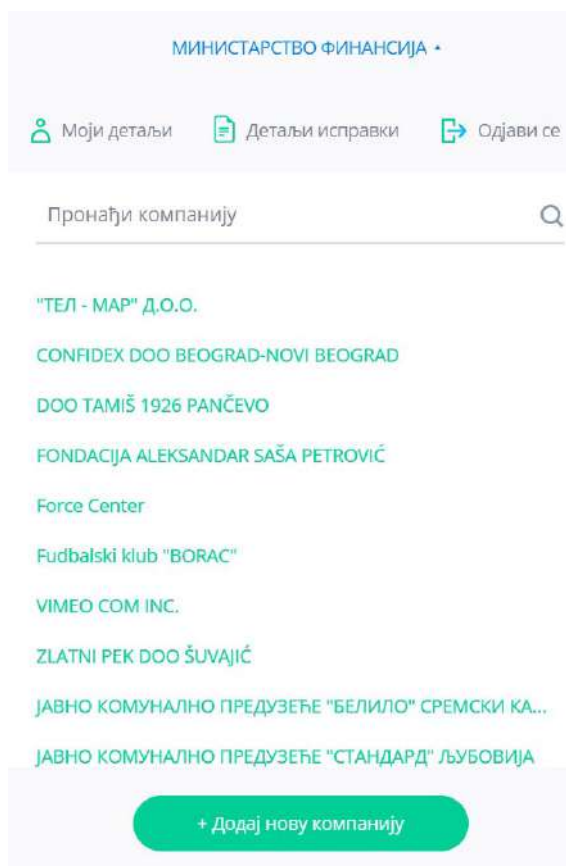 МИНИСТАРСТВО ФИНАНСИЈА
Моји детаљи Детаљи исправки Одјави се
Пронађи компанију
"ТЕЛ - МАР" Д.О.О.
CONFIDEX DOO BEOGRAD-NOVI BEOGRAD
DOO TAMIŠ 1926 PANČEVO
FONDACIJA ALEKSANDAR SAŠA PETROVIĆ
Force Center
Fudbalski klub "BORAC"
VIMEO COM INC.
ZLATNI PEK DOO ŠUVAJIĆ
ЈАВНО КОМУНАЛНО ПРЕДУЗЕЋЕ "БЕЛИЛО" СРЕМСКИ КА...
ЈАВНО КОМУНАЛНО ПРЕДУЗЕЋЕ "СТАНДАРД" ЉУБОВИЈА
+ Додај нову компанију